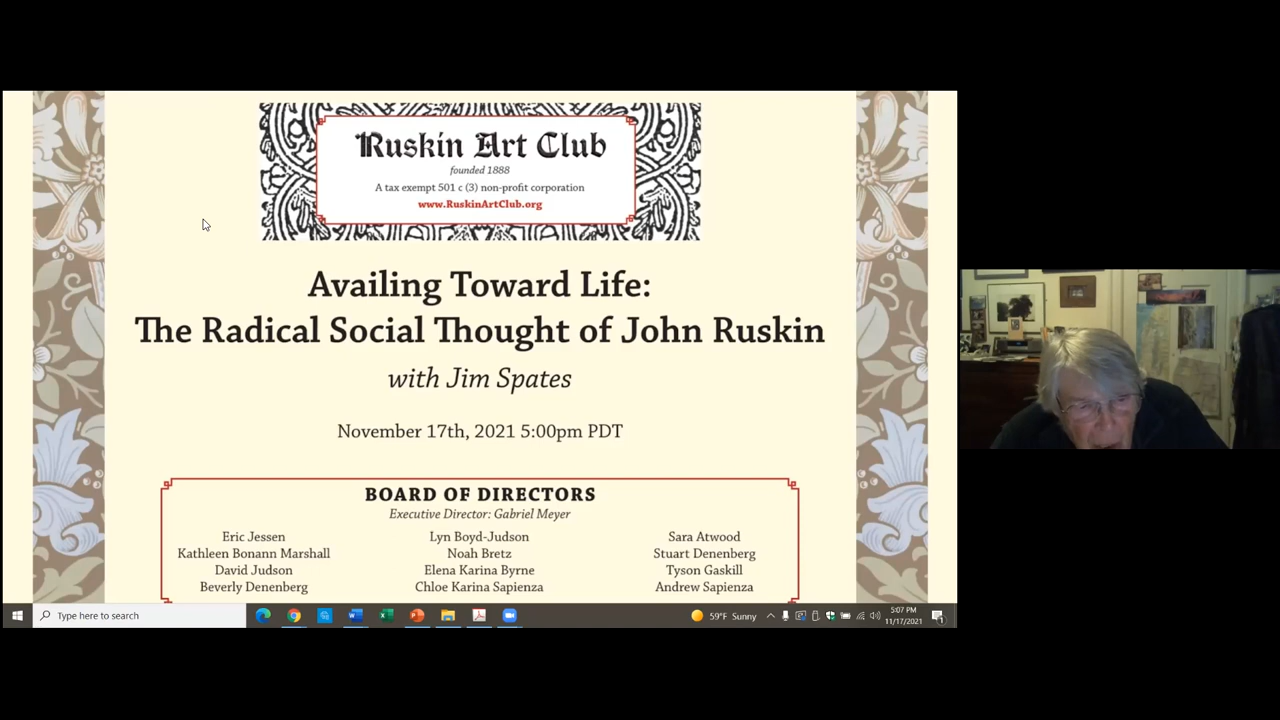 Ruskin Art Club
founded 1888
A tax exempt 501 c (3) non-profit corporation
www.RuskinArtClub.org
Availing Toward Life:
The Radical Social Thought of John Ruskin
with Jim Spates
November 17th, 2021 5:00pm PDT
BOARD OF DIRECTORS
Executive Director: Gabriel Meyer
Eric Jessen
Kathleen Bonann Marshall
David Judson
Beverly Denenberg
Lyn Boyd-Judson
Noah Bretz
Elena Karina Byrne
Chloe Karina Sapienza
Sara Atwood
Stuart Denenberg
Tyson Gaskill
Andrew Sapienza
Type here to search
59°F Sunny
5:07 PM
11/17/2021